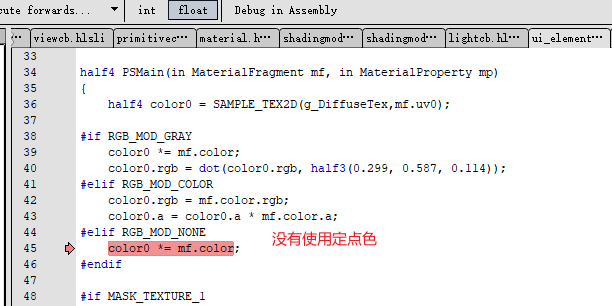 cute forwards... int float Debug in Assembly
viewcb.hlsli primitivec… material.h… shadingmod… shadingmod… lightcb.hl… ui_element
33
34 half4 PSMain(in MaterialFragment mf, in MaterialProperty mp)
35 {
36 half4 color0 = SAMPLE_TEX2D(g_DiffuseTex,mf.uv0);
37
38 #if RGB_MOD_GRAY
39 color0 *= mf.color;
40 color0.rgb = dot(color0.rgb, half3(0.299, 0.587, 0.114));
41 #elif RGB_MOD_COLOR
42 color0.rgb = mf.color.rgb;
43 color0.a = color0.a * mf.color.a;
44 #elif RGB_MOD_NONE
45 color0 *= mf.color; 没有使用定点色
46 #endif
47
48 #if MASK_TEXTURE_1